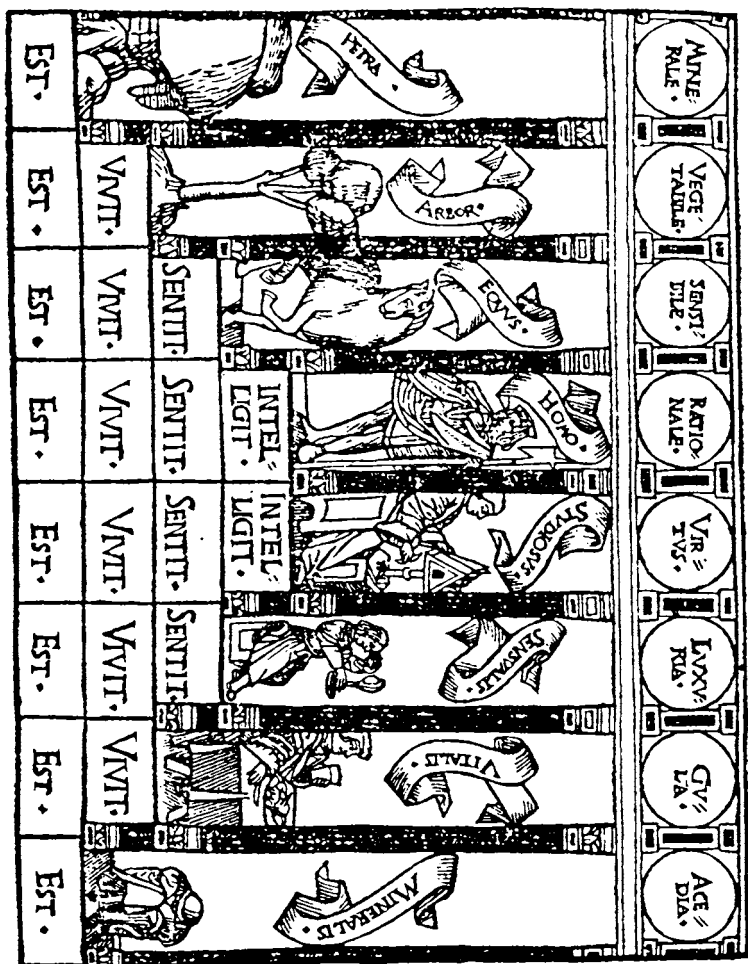 MINE=
RALE •
VEGE=
TABILE•
SENSI=
BILE •
RATIO
NALE •
VIR=
TVS •
LVXV=
RIA •
GV=
LA •
ACE=
DIA •
PETRA •
ARBOR •
EQVVS •
HOMO •
STVDIOSVS •
SENSVALIS •
VITALIS •
MINERALIS
INTEL=
LIGIT •
INTEL=
LIGIT •
SENTIT •
SENTIT •
SENTIT •
SENTIT •
VIVIT •
VIVIT •
VIVIT •
VIVIT •
VIVIT •
VIVIT •
EST •
EST •
EST •
EST •
EST •
EST •
EST •
EST •